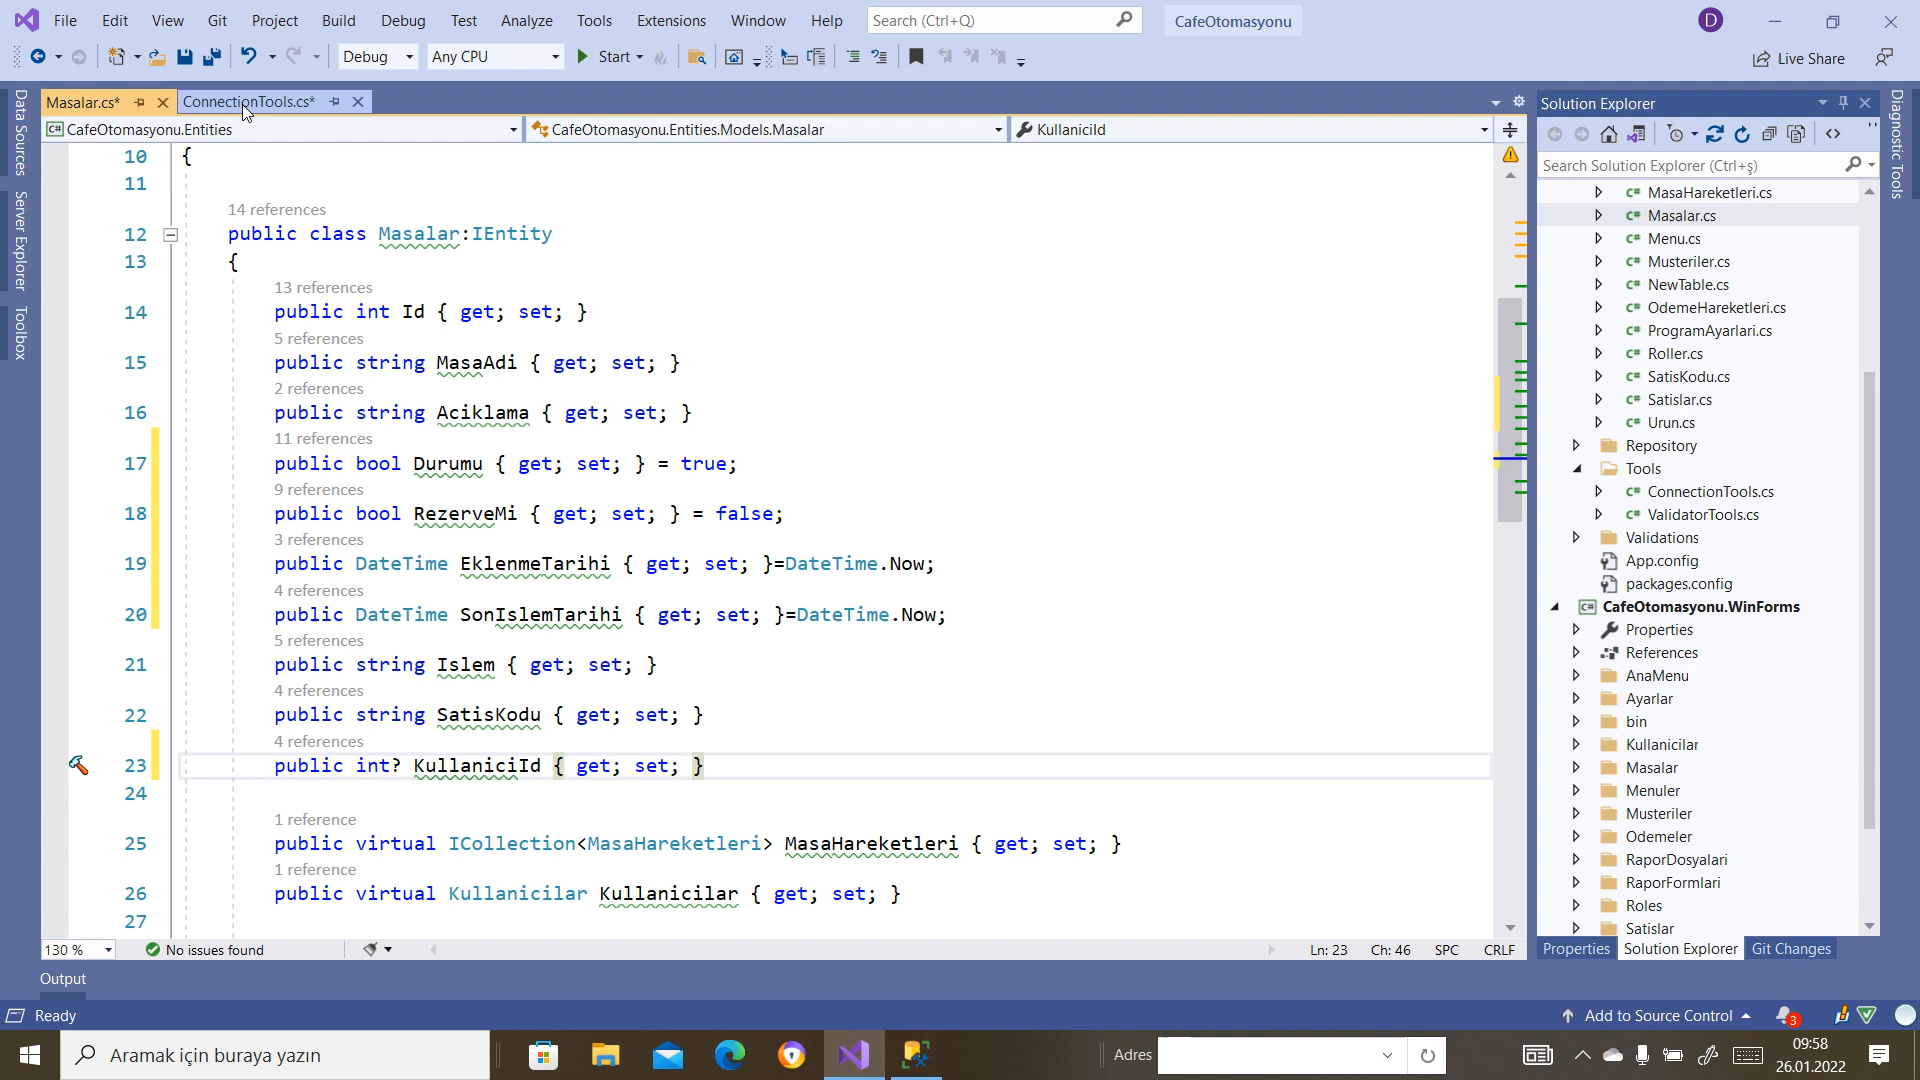 File Edit View Git Project Build Debug Test Analyze Tools Extensions Window Help Search (Ctrl+Q) CafeOtomasyonu D
Debug Any CPU Start Live Share
Masalar.cs* ConnectionTools.cs*
CafeOtomasyonu.Entities CafeOtomasyonu.Entities.Models.Masalar KullaniciId
10 {
11
14 references
12 public class Masalar:IEntity
13 {
13 references
14 public int Id { get; set; }
5 references
15 public string MasaAdi { get; set; }
2 references
16 public string Aciklama { get; set; }
11 references
17 public bool Durumu { get; set; } = true;
9 references
18 public bool RezerveMi { get; set; } = false;
3 references
19 public DateTime EklenmeTarihi { get; set; }=DateTime.Now;
4 references
20 public DateTime SonIslemTarihi { get; set; }=DateTime.Now;
5 references
21 public string Islem { get; set; }
4 references
22 public string SatisKodu { get; set; }
4 references
23 public int? KullaniciId { get; set; }
24
1 reference
25 public virtual ICollection<MasaHareketleri> MasaHareketleri { get; set; }
1 reference
26 public virtual Kullanicilar Kullanicilar { get; set; }
27
130 % No issues found Ln: 23 Ch: 46 SPC CRLF
Data Sources
Server Explorer
Toolbox
Solution Explorer
Search Solution Explorer (Ctrl+ş)
C# MasaHareketleri.cs
C# Masalar.cs
C# Menu.cs
C# Musteriler.cs
C# NewTable.cs
C# OdemeHareketleri.cs
C# ProgramAyarlari.cs
C# Roller.cs
C# SatisKodu.cs
C# Satislar.cs
C# Urun.cs
Repository
Tools
C# ConnectionTools.cs
C# ValidatorTools.cs
Validations
App.config
packages.config
C# CafeOtomasyonu.WinForms
Properties
References
AnaMenu
Ayarlar
bin
Kullanicilar
Masalar
Menuler
Musteriler
Odemeler
RaporDosyalari
RaporFormlari
Roles
Satislar
Properties Solution Explorer Git Changes
Diagnostic Tools
Output
Ready Add to Source Control 3
Aramak için buraya yazın Adres
09:58
26.01.2022